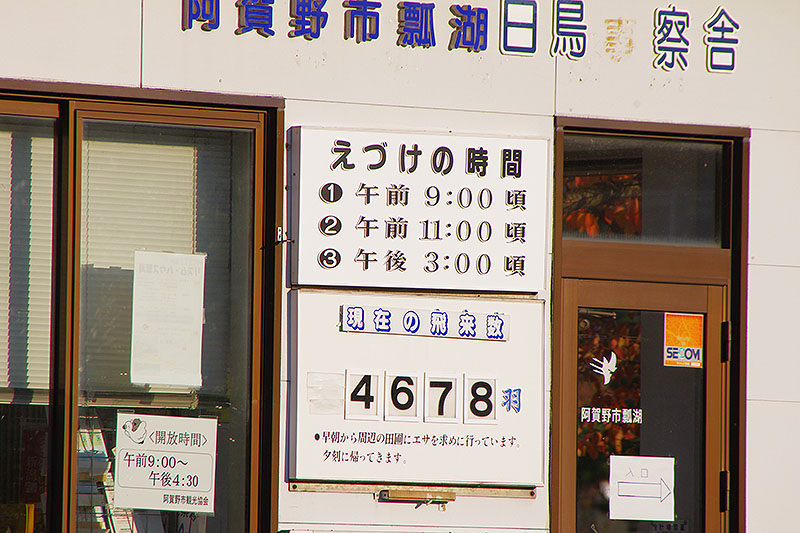 阿賀野市瓢湖白鳥 察舎
えづけの時間
❶ 午前 9:00 頃
❷ 午前 11:00 頃
❸ 午後 3:00 頃
現在の飛来数
4678羽
●早朝から周辺の田圃にエサを求めに行っています。
夕刻に帰ってきます。
<開放時間>
午前9:00〜
午後4:30
阿賀野市観光協会
SECOM
阿賀野市瓢湖
入口